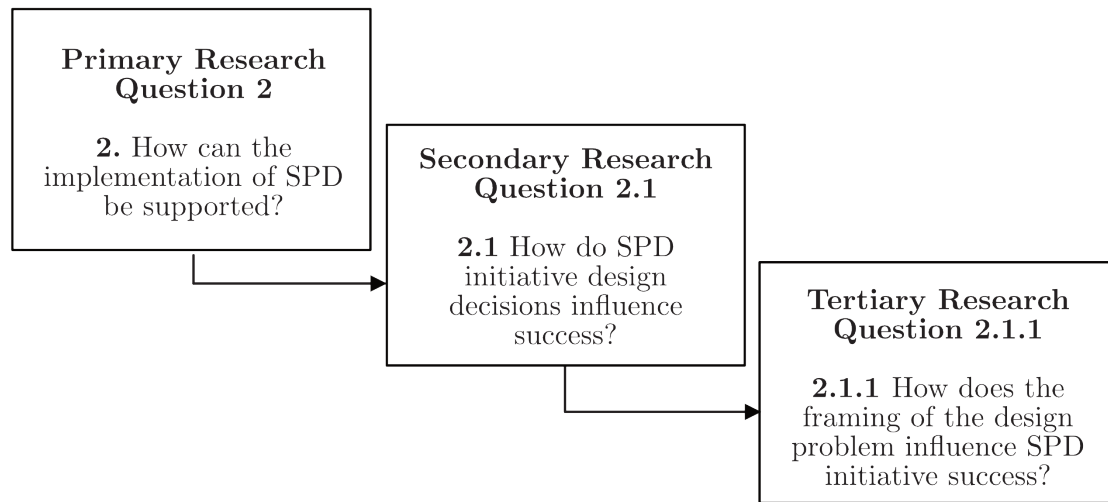 Primary Research
Question 2
2. How can the
implementation of SPD
be supported?
Secondary Research
Question 2.1
2.1 How do SPD
initiative design
decisions influence
success?
Tertiary Research
Question 2.1.1
2.1.1 How does the
framing of the design
problem influence SPD
initiative success?